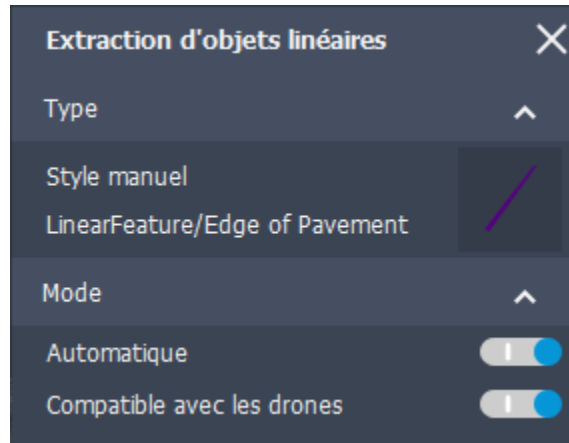 Extraction d'objets linéaires
Type
Style manuel
LinearFeature/Edge of Pavement
Mode
Automatique
Compatible avec les drones